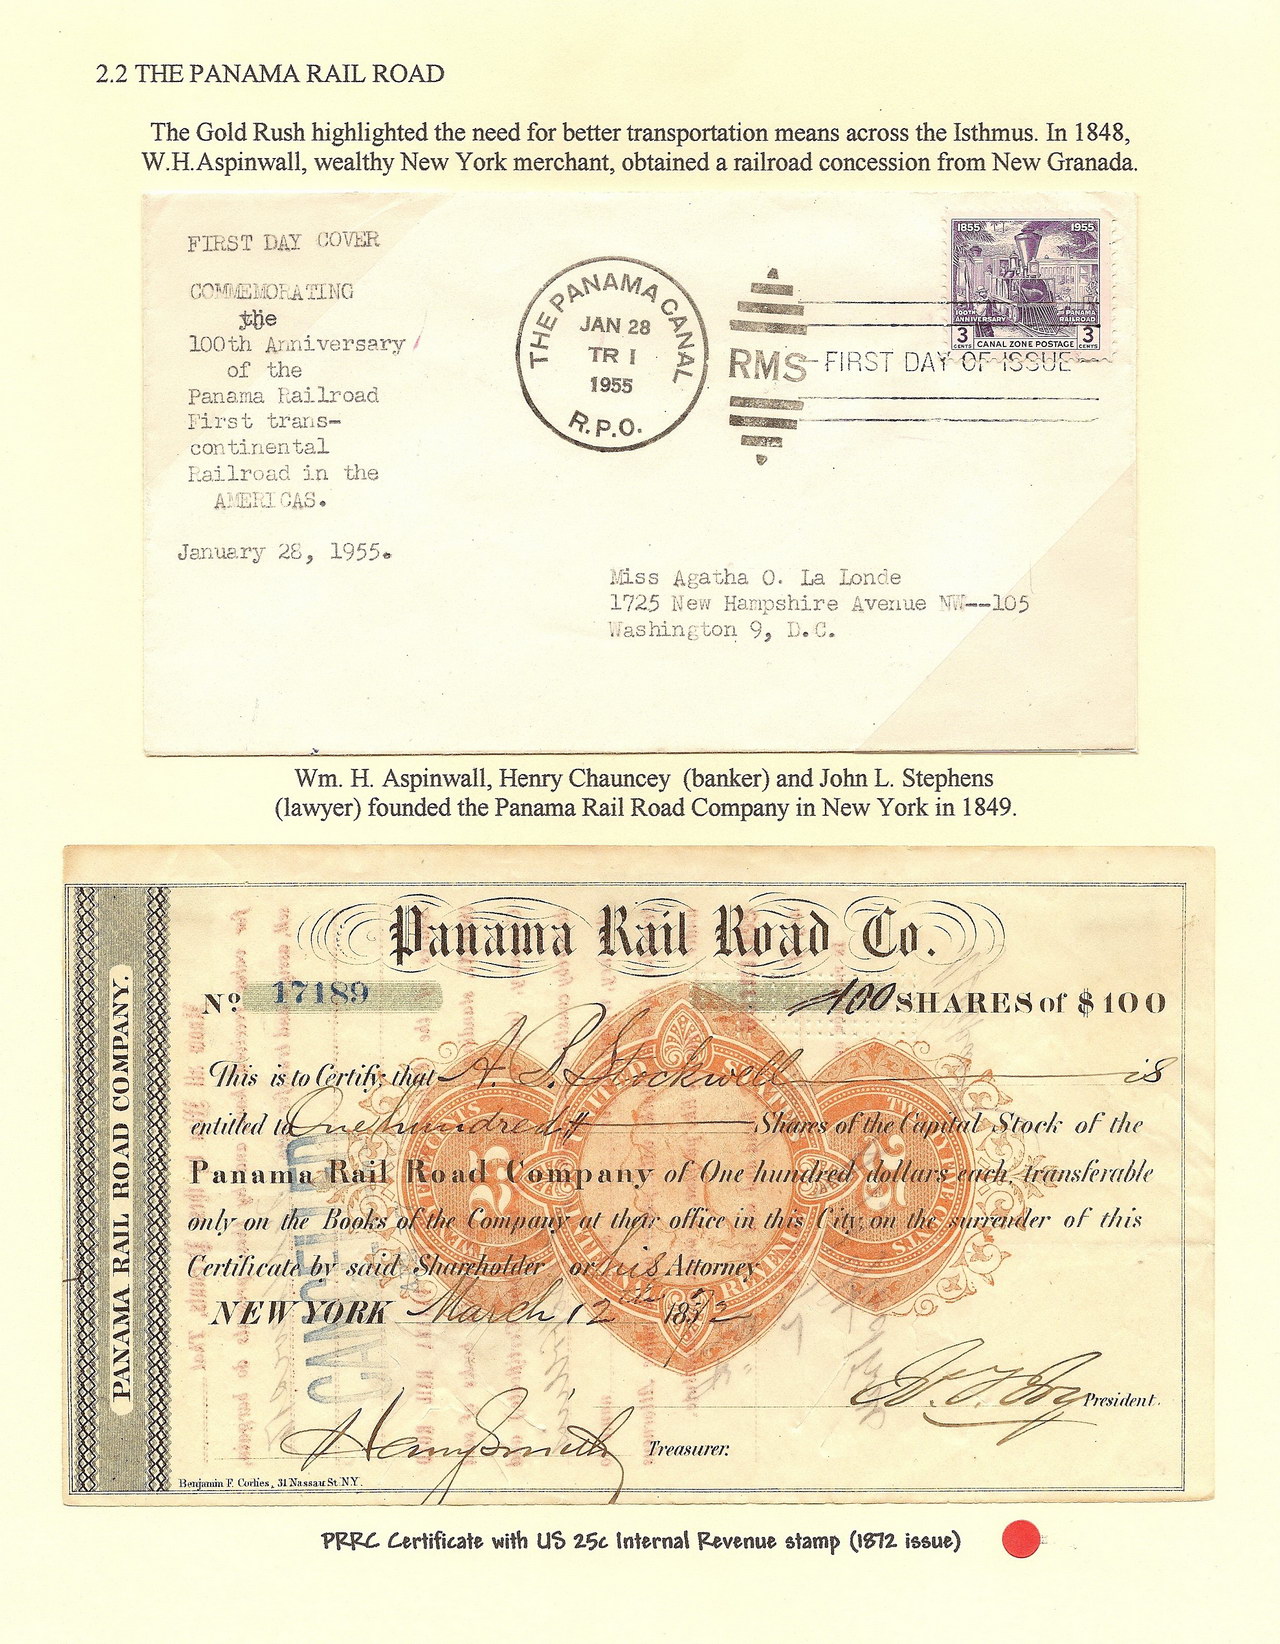 2.2 THE PANAMA RAIL ROAD
The Gold Rush highlighted the need for better transportation means across the Isthmus. In 1848,
W.H.Aspinwall, wealthy New York merchant, obtained a railroad concession from New Granada.
FIRST DAY COVER
COMMEMORATING
the
100th Anniversary
of the
Panama Railroad
First trans-
continental
Railroad in the
AMERICAS.
January 28, 1955.
THE PANAMA CANAL
JAN 28
TR 1
1955
R.P.O.
RMS FIRST DAY OF ISSUE
1855 1955
100TH ANNIVERSARY PANAMA RAILROAD
3 CENTS CANAL ZONE POSTAGE 3 CENTS
Miss Agatha O. La Londe
1725 New Hampshire Avenue NW--105
Washington 9, D.C.
Wm. H. Aspinwall, Henry Chauncey (banker) and John L. Stephens
(lawyer) founded the Panama Rail Road Company in New York in 1849.
PANAMA RAIL ROAD COMPANY.
Panama Rail Road Co.
No 17189 100 SHARES of $100
This is to Certify, that A. B. Stockwell is
entitled to One hundred Shares of the Capital Stock of the
Panama Rail Road Company of One hundred dollars each, transferable
only on the Books of the Company at their office in this City, on the surrender of this
Certificate by said Shareholder or his Attorney
NEW YORK March 12th 1872
CANCELLED
25 25
President.
Henry Smith Treasurer.
Benjamin F. Corlies, 31 Nassau St. N.Y.
PRRC Certificate with US 25c Internal Revenue stamp (1872 issue)